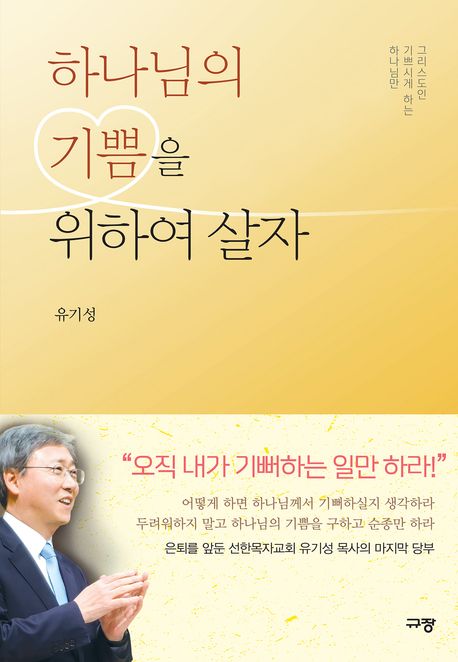 하나님의
기쁨을
위하여 살자
하나님만
기쁘시게 하는
그리스도인
유기성
“오직 내가 기뻐하는 일만 하라!”
어떻게 하면 하나님께서 기뻐하실지 생각하라
두려워하지 말고 하나님의 기쁨을 구하고 순종만 하라
은퇴를 앞둔 선한목자교회 유기성 목사의 마지막 당부
규장